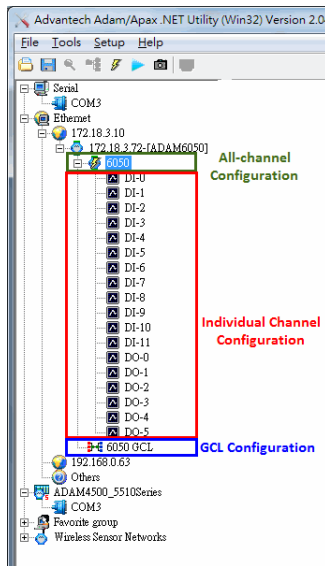 Advantech Adam/Apax .NET Utility (Win32) Version 2.0
File Tools Setup Help
Serial
COM3
Ethernet
172.18.3.10
172.18.3.72-[ADAM6050]
6050
All-channel
Configuration
DI-0
DI-1
DI-2
DI-3
DI-4
DI-5
DI-6
DI-7
DI-8
DI-9
DI-10
DI-11
Individual Channel
Configuration
DO-0
DO-1
DO-2
DO-3
DO-4
DO-5
6050 GCL
GCL Configuration
192.168.0.63
Others
ADAM4500_5510Series
COM3
Favorite group
Wireless Sensor Networks